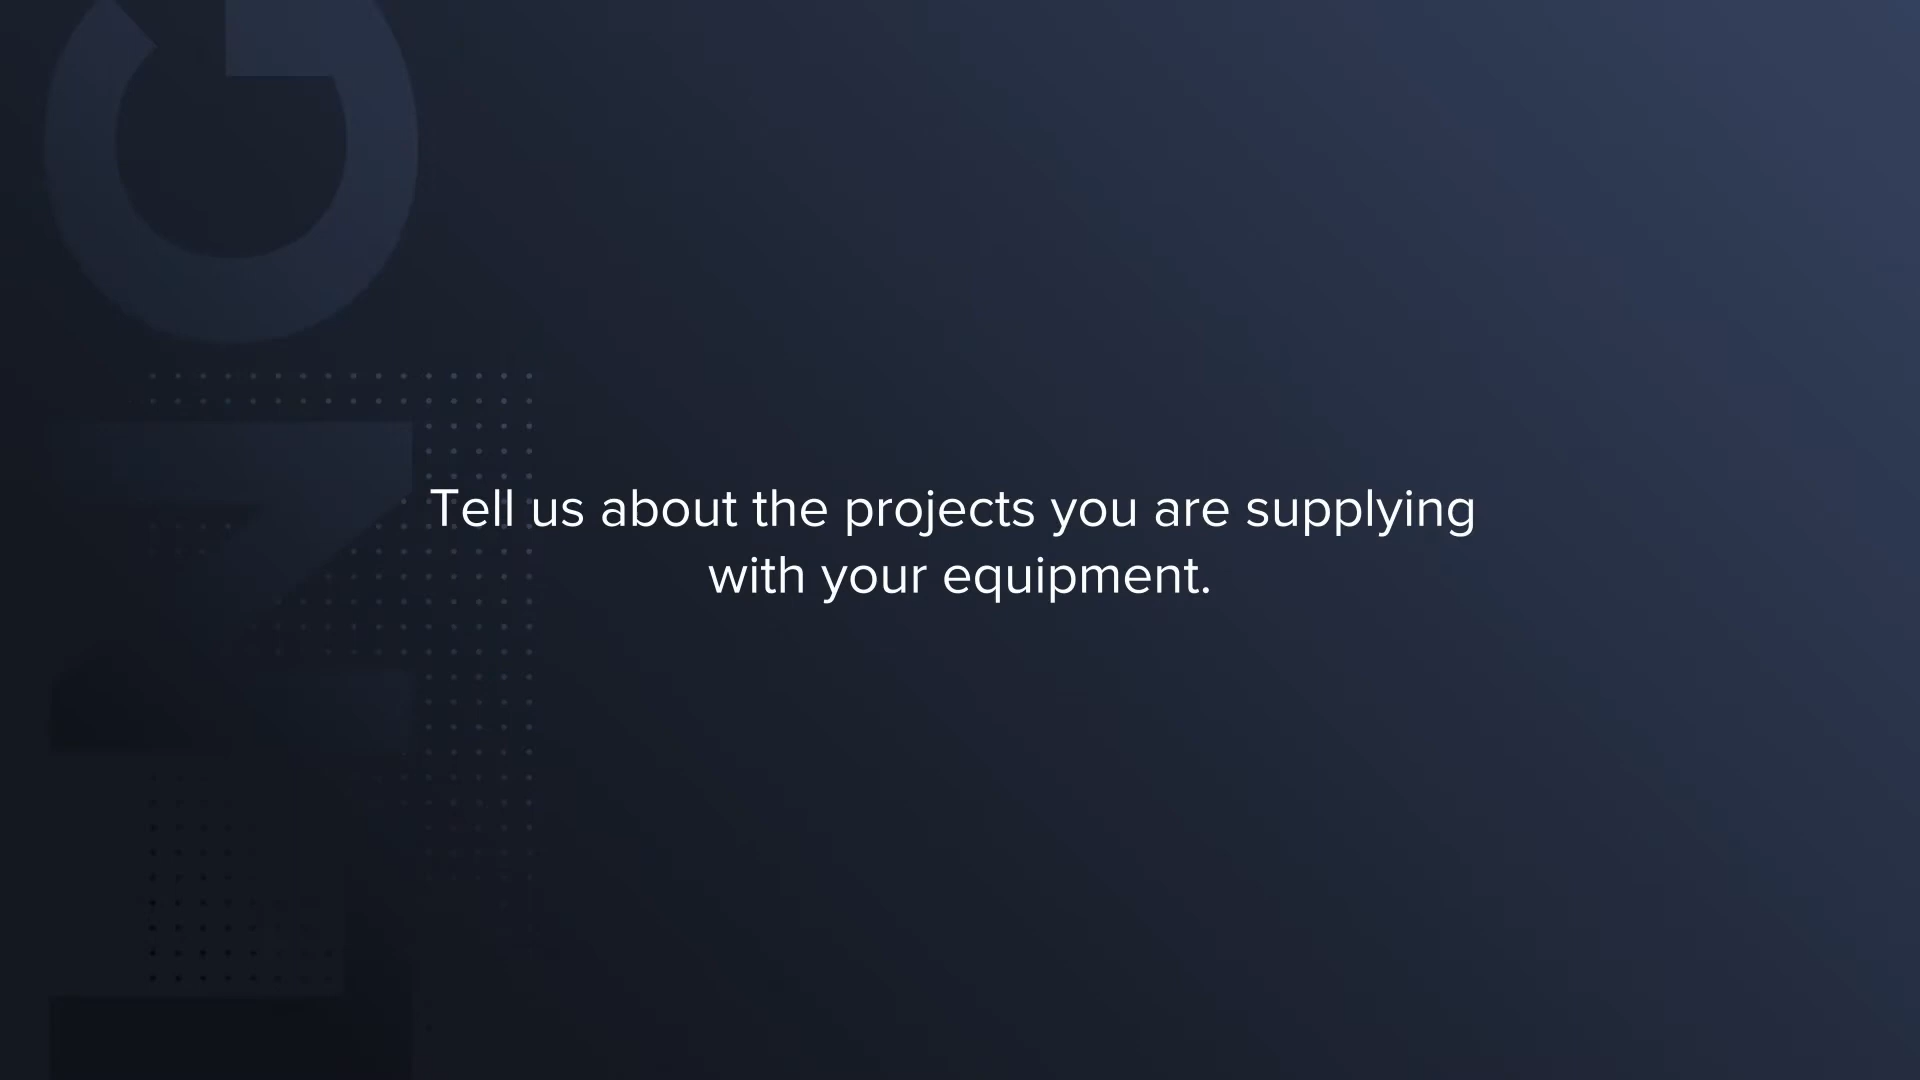 Tell us about the projects you are supplying
with your equipment.